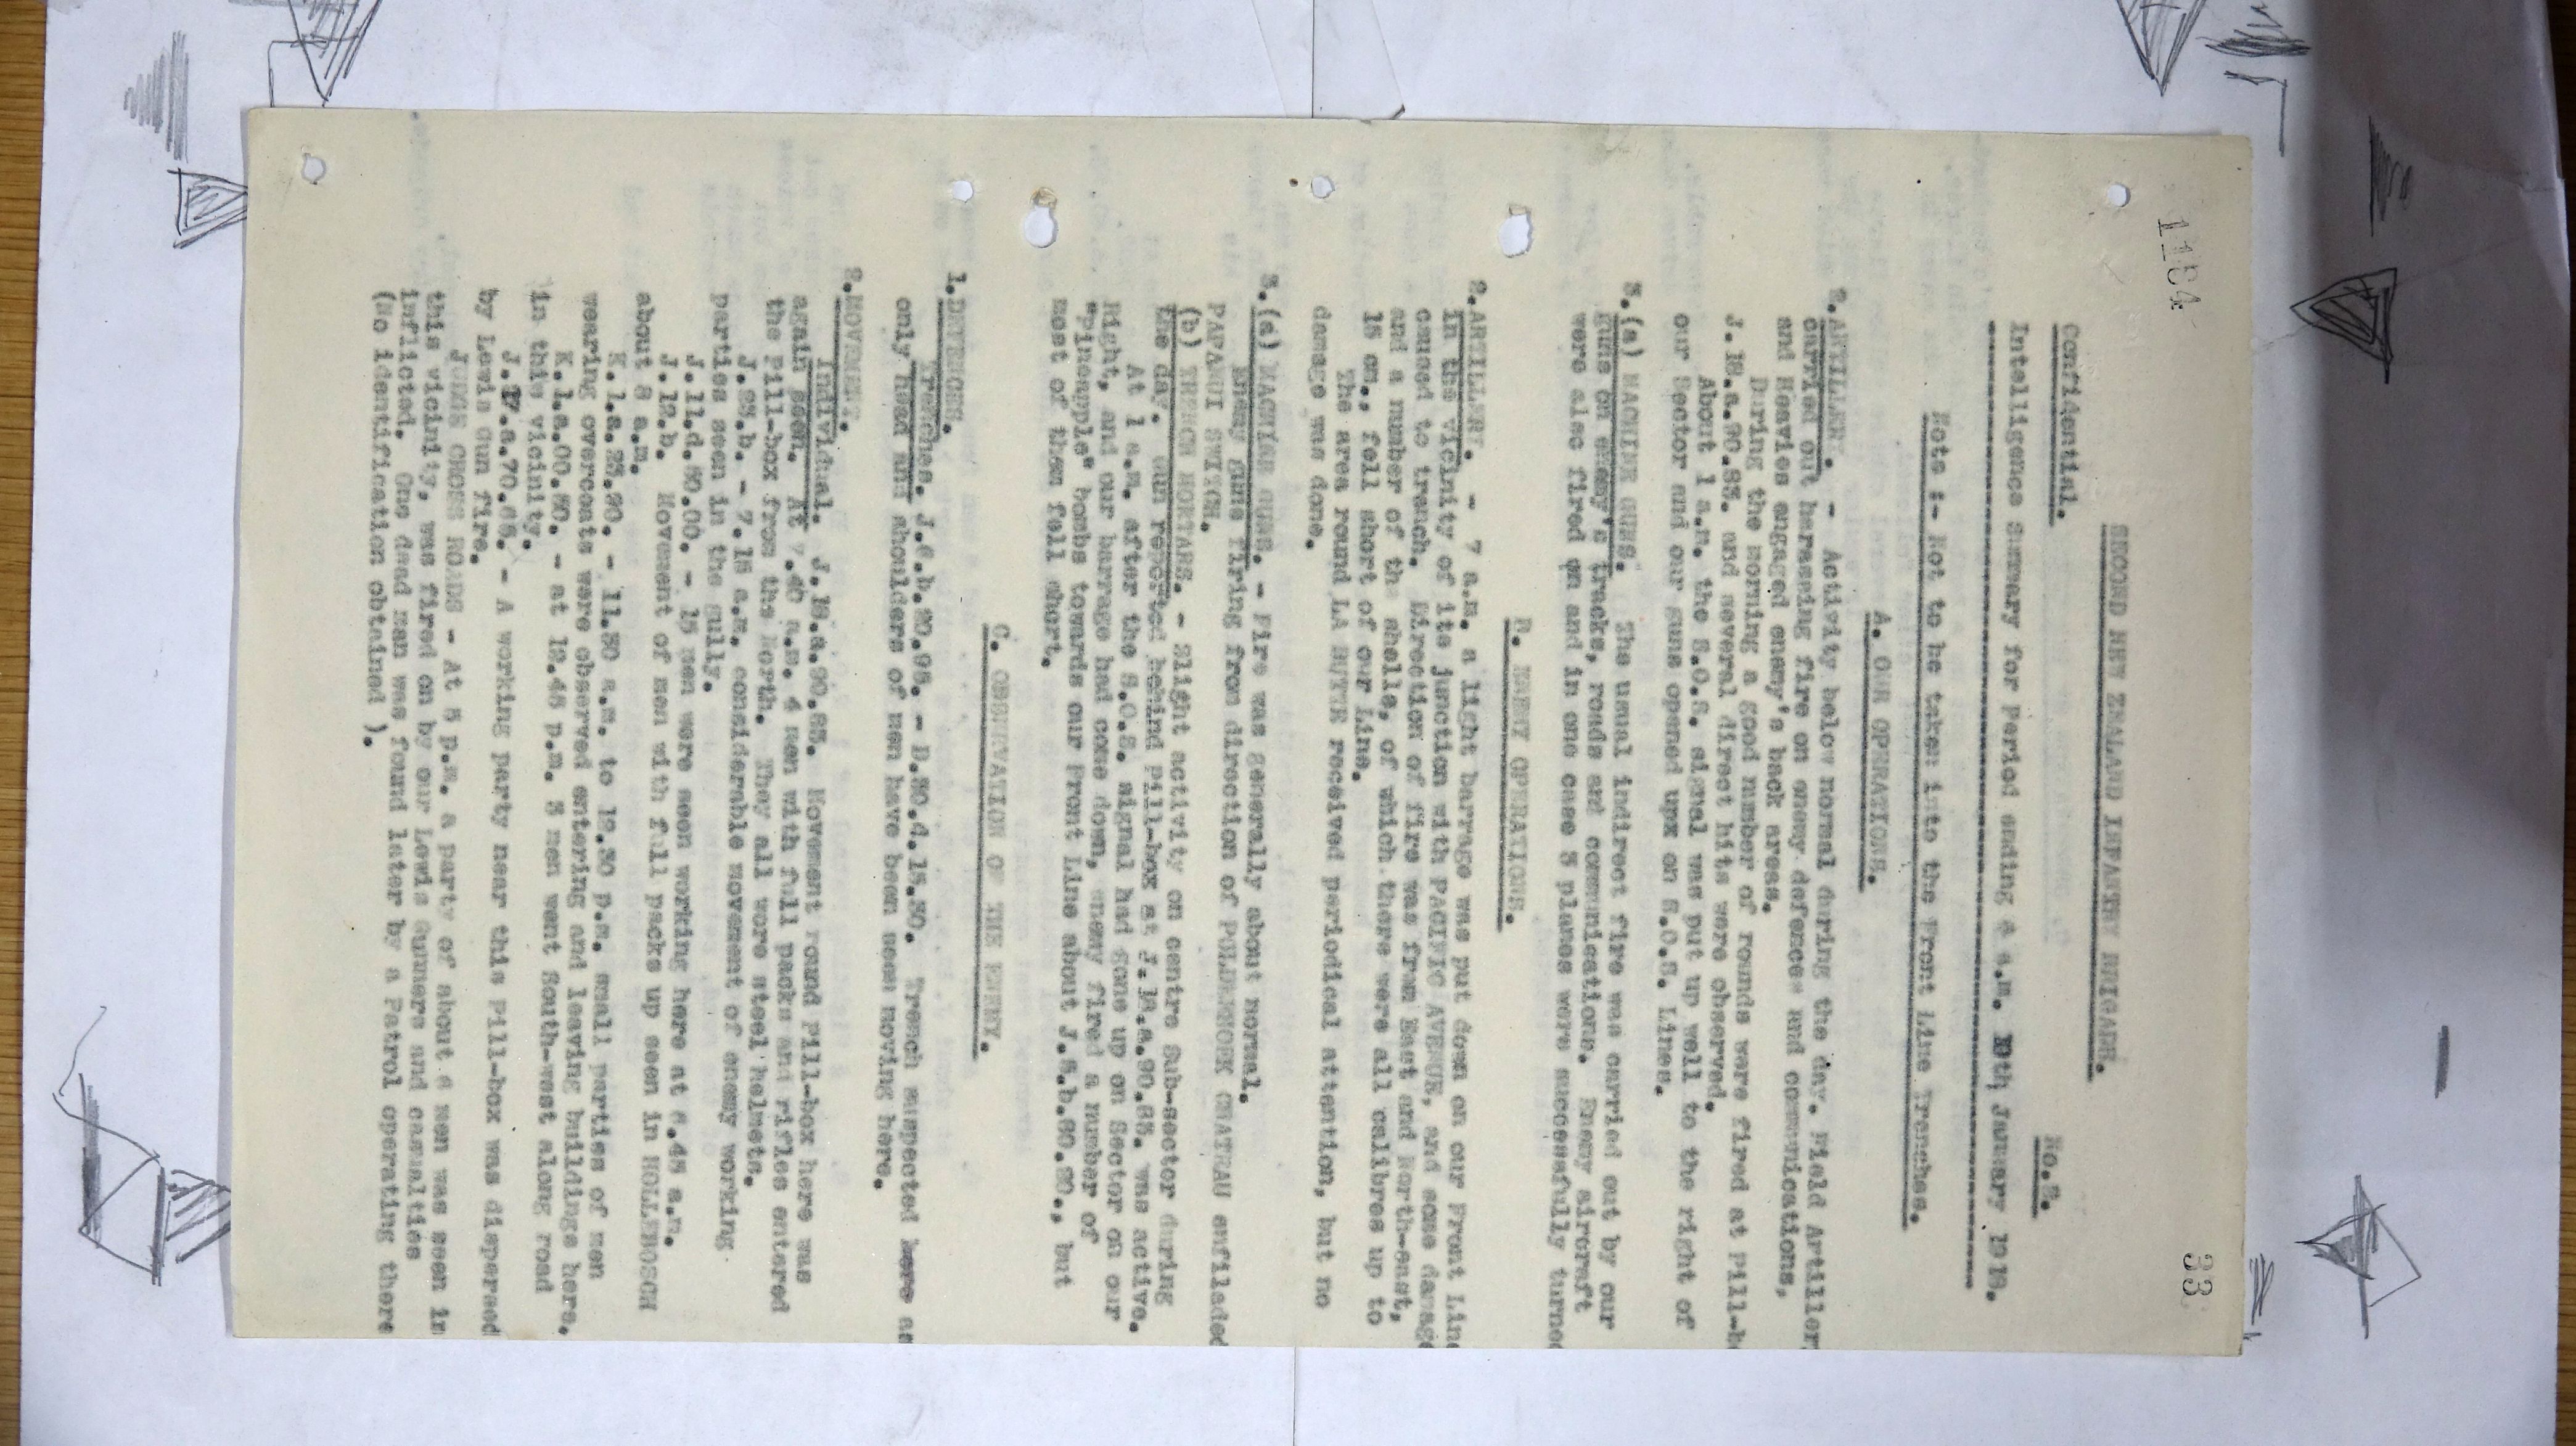 1184
33
SECOND NEW ZEALAND INFANTRY BRIGADE.
Confidential.
No.2.
Intelligence Summary for Period ending 6 a.m. 19th January 1918.
Note :- Not to be taken into the Front Line Trenches.
A. OUR OPERATIONS.
2.ARTILLERY. - Activity below normal during the day. Field Artiller
carried out harassing fire on enemy defences and communications,
and Heavies engaged enemy's back areas.
During the morning a good number of rounds were fired at Pill-b
J.12.a.90.85. and several direct hits were observed.
About 1 a.m. the S.O.S. signal was put up well to the right of
our Sector and our guns opened upx on S.O.S. Lines.
3.(a) MACHINE GUNS. The usual indirect fire was carried out by our
guns on enemy's tracks, roads and communications. Enemy aircraft
were also fired on and in one case 3 planes were successfully turned
B. ENEMY OPERATIONS.
2.ARTILLERY. - 7 a.m. a light barrage was put down on our Front Line
in the vicinity of its junction with PACIFIC AVENUE, and some damage
caused to trench. Direction of fire was from East and North-east,
and a number of the shells, of which there were all calibres up to
15 cm., fell short of our Line.
The area round LA BUTTE received periodical attention, but no
damage was done.
3.(a) MACHINE GUNS. - Fire was generally about normal.
Enemy guns firing from direction of POLDERHOEK CHATEAU enfiladed
PAPANUI SWITCH.
(b) TRENCH MORTARS. - Slight activity on centre Sub-sector during
the day. Gun reported behind Pill-box at J.12.a.90.85. was active.
At 1 a.m. after the S.O.S. signal had gone up on Sector on our
Right, and our barrage had come down, enemy fired a number of
"pineapple" bombs towards our Front Line about J.6.b.80.20., but
most of them fell short.
C. OBSERVATION OF THE ENEMY.
1.DEFENCES.
Trenches. J.6.b.20.95. - D.30.d.15.30. Trench suspected here as
only head and shoulders of men have been seen moving here.
2.MOVEMENT.
Individual. J.12.a.90.85. Movement round Pill-box here was
again seen. At 7.40 a.m. 4 men with full packs and rifles entered
the Pill-box from the North. They all wore steel helmets.
J.23.b. - 7.15 a.m. considerable movement of enemy working
parties seen in the gully.
J.11.d.50.00. - 15 men were seen working here at 8.45 a.m.
J.12.b. Movement of men with full packs up seen in MOLLEBOSCH
about 8 a.m.
K.1.a.25.90. - 11.30 a.m. to 12.30 p.m. small parties of men
wearing overcoats were observed entering and leaving buildings here.
K.1.a.00.50. - at 12.45 p.m. 3 men went South-west along road
in this vicinity.
J.12.a.70.65. - A working party near this Pill-box was dispersed
by Lewis Gun fire.
JUDGE CROSS ROADS - At 5 p.m. a party of about 6 men was seen in
this vicinity, was fired on by our Lewis Gunners and casualties
inflicted. One dead man was found later by a Patrol operating there
(No identification obtained ).